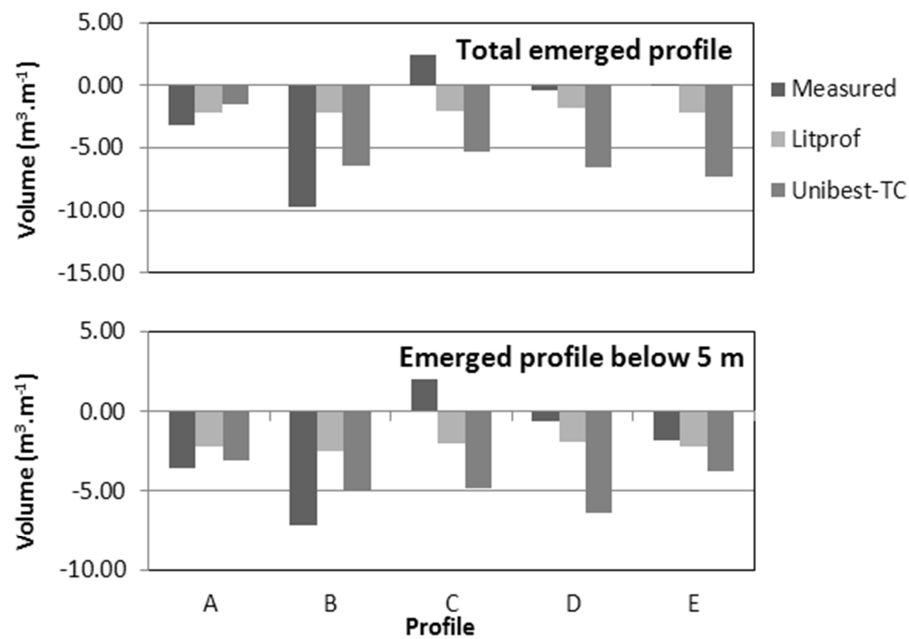 5.00
Total emerged profile
0.00
-5.00
-10.00
-15.00
Volume (m³.m⁻¹)
Measured
Litprof
Unibest-TC
5.00
Emerged profile below 5 m
0.00
-5.00
-10.00
Volume (m³.m⁻¹)
A B C D E
Profile